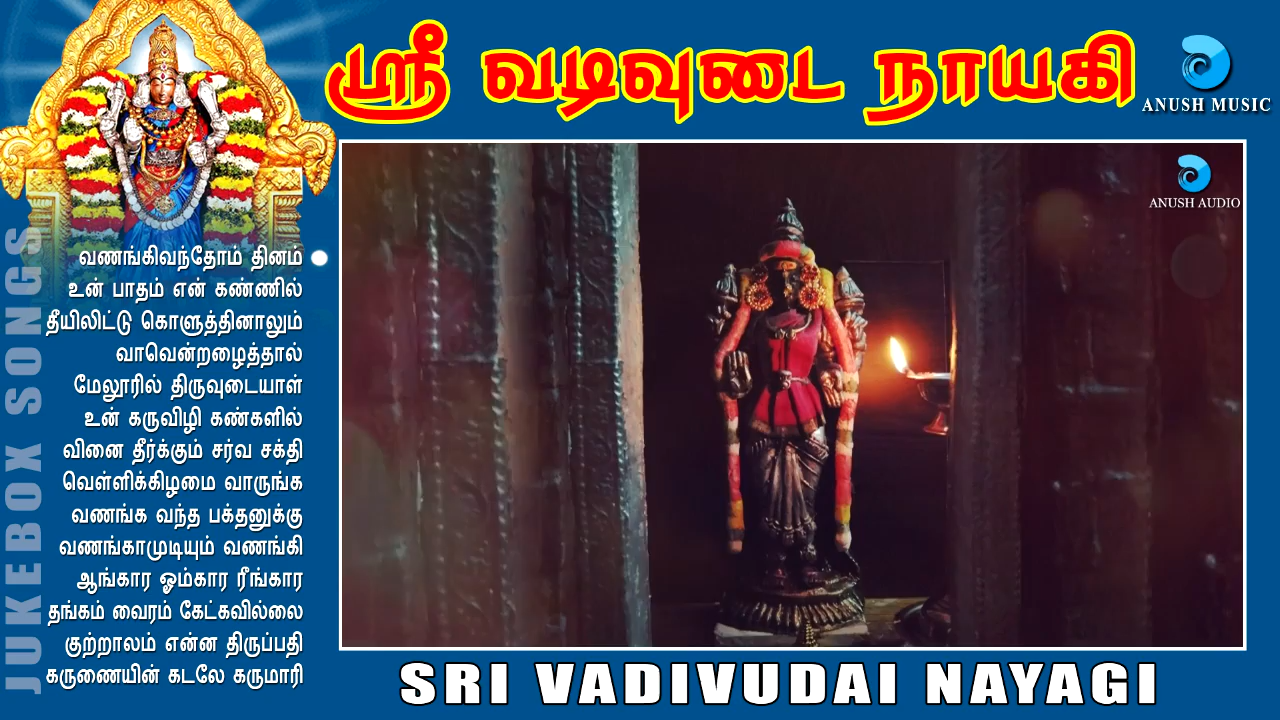 ஸ்ரீ வடிவுடை நாயகி
ANUSH MUSIC
ANUSH AUDIO
JUKEBOX SONGS
வணங்கிவந்தோம் தினம்
உன் பாதம் என் கண்ணில்
தீயிலிட்டு கொளுத்தினாலும்
வாவென்றழைத்தால்
மேலூரில் திருவுடையாள்
உன் கருவிழி கண்களில்
வினை தீர்க்கும் சர்வ சக்தி
வெள்ளிக்கிழமை வாருங்க
வணங்க வந்த பக்தனுக்கு
வணங்காமுடியும் வணங்கி
ஆங்கார ஓம்கார ரீங்கார
தங்கம் வைரம் கேட்கவில்லை
குற்றாலம் என்ன திருப்பதி
கருணையின் கடலே கருமாரி
SRI VADIVUDAI NAYAGI